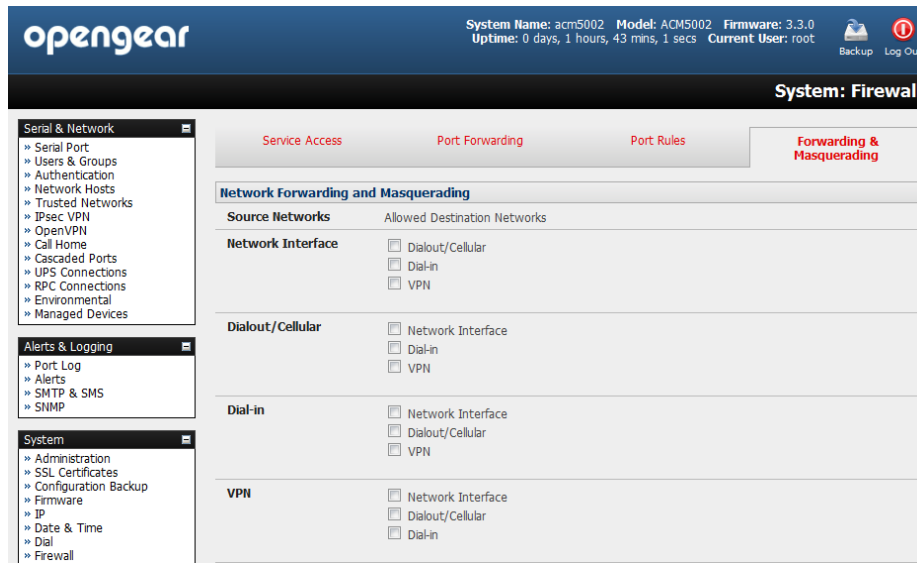 opengear
System Name: acm5002 Model: ACM5002 Firmware: 3.3.0
Uptime: 0 days, 1 hours, 43 mins, 1 secs Current User: root
Backup Log Ou
System: Firewal
Serial & Network
» Serial Port
» Users & Groups
» Authentication
» Network Hosts
» Trusted Networks
» IPsec VPN
» OpenVPN
» Call Home
» Cascaded Ports
» UPS Connections
» RPC Connections
» Environmental
» Managed Devices
Alerts & Logging
» Port Log
» Alerts
» SMTP & SMS
» SNMP
System
» Administration
» SSL Certificates
» Configuration Backup
» Firmware
» IP
» Date & Time
» Dial
» Firewall
Service Access
Port Forwarding
Port Rules
Forwarding &
Masquerading
Network Forwarding and Masquerading
Source Networks Allowed Destination Networks
Network Interface
Dialout/Cellular
Dial-in
VPN
Dialout/Cellular
Network Interface
Dial-in
VPN
Dial-in
Network Interface
Dialout/Cellular
VPN
VPN
Network Interface
Dialout/Cellular
Dial-in